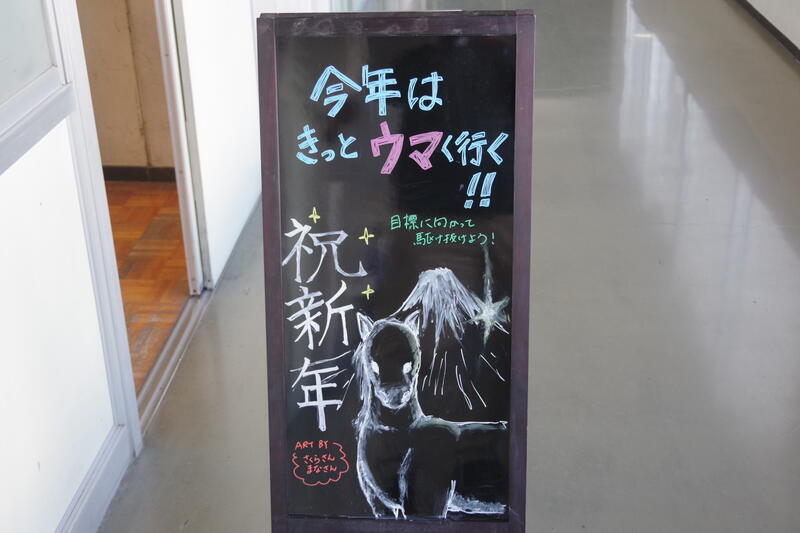 今年は
きっとウマく行く
!!
目標に向かって
駆け抜けよう!
祝新年
ART BY
さくらさん
まなさん